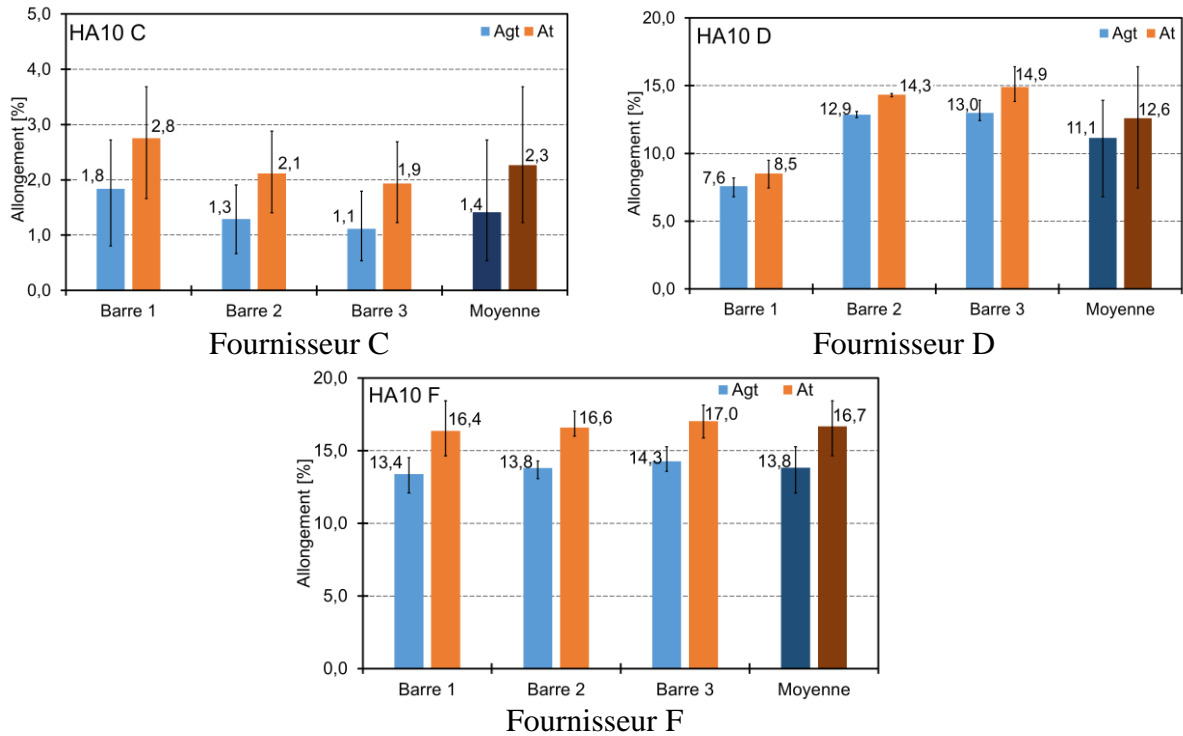 HA10 C
Agt At
Allongement [%]
5,0
4,0
3,0
2,0
1,0
0,0
1,8
2,8
1,3
2,1
1,1
1,9
1,4
2,3
Barre 1 Barre 2 Barre 3 Moyenne
Fournisseur C
HA10 D
Agt At
Allongement [%]
20,0
15,0
10,0
5,0
0,0
7,6
8,5
12,9
14,3
13,0
14,9
11,1
12,6
Barre 1 Barre 2 Barre 3 Moyenne
Fournisseur D
HA10 F
Agt At
Allongement [%]
20,0
15,0
10,0
5,0
0,0
13,4
16,4
13,8
16,6
14,3
17,0
13,8
16,7
Barre 1 Barre 2 Barre 3 Moyenne
Fournisseur F